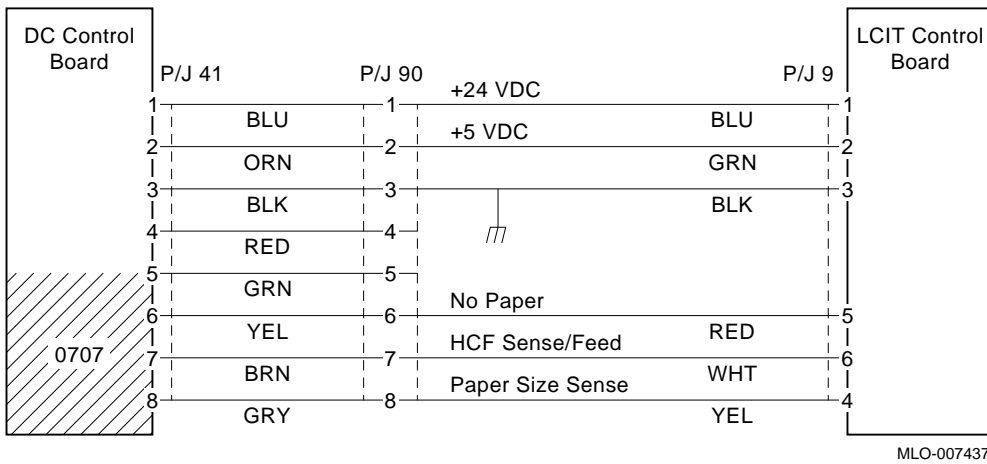 DC Control
Board
LCIT Control
Board
P/J 41
P/J 90
P/J 9
1 1 +24 VDC 1
BLU BLU
2 2 +5 VDC 2
ORN GRN
3 3 3
BLK BLK
4 4
RED
5 5
GRN
6 6 No Paper 5
YEL RED
0707
7 7 HCF Sense/Feed 6
BRN WHT
8 8 Paper Size Sense 4
GRY YEL
MLO-007437